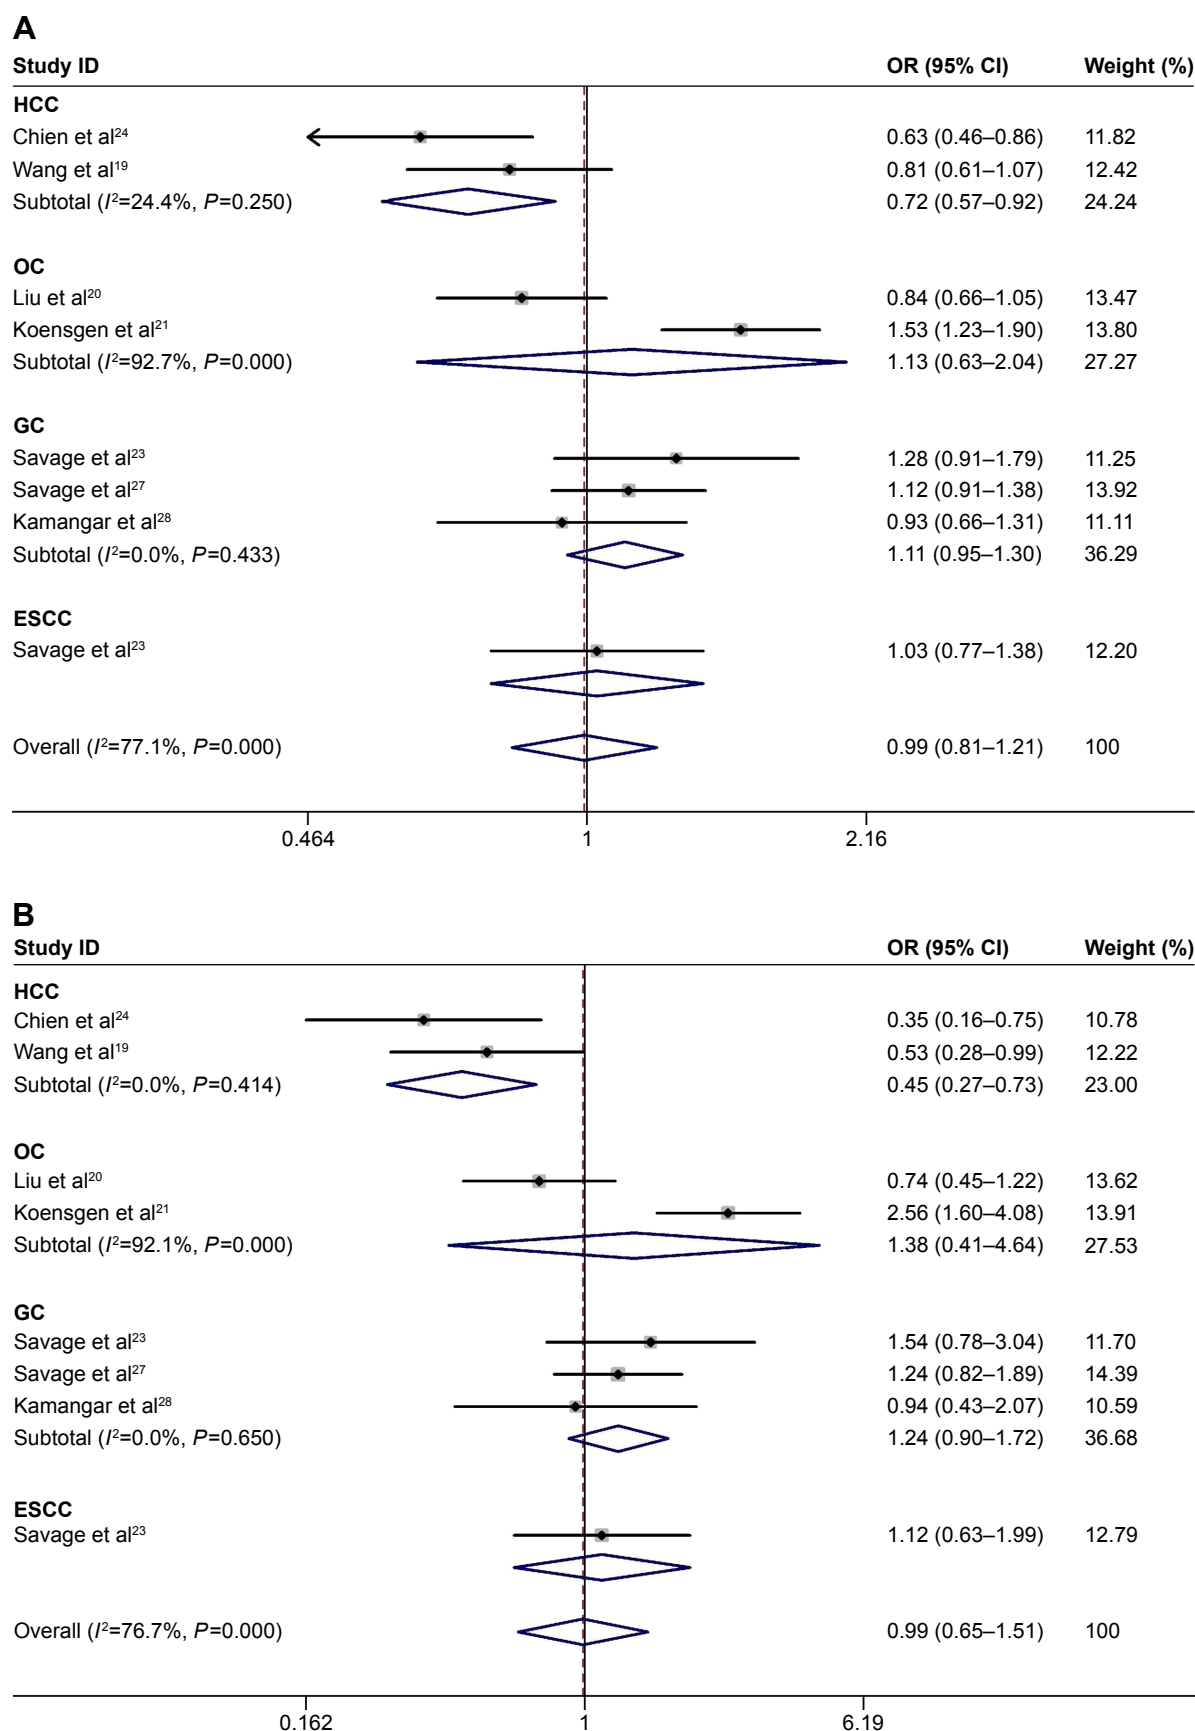 A
Study ID OR (95% CI) Weight (%)
HCC
Chien et al24 0.63 (0.46–0.86) 11.82
Wang et al19 0.81 (0.61–1.07) 12.42
Subtotal (I2=24.4%, P=0.250) 0.72 (0.57–0.92) 24.24
OC
Liu et al20 0.84 (0.66–1.05) 13.47
Koensgen et al21 1.53 (1.23–1.90) 13.80
Subtotal (I2=92.7%, P=0.000) 1.13 (0.63–2.04) 27.27
GC
Savage et al23 1.28 (0.91–1.79) 11.25
Savage et al27 1.12 (0.91–1.38) 13.92
Kamangar et al28 0.93 (0.66–1.31) 11.11
Subtotal (I2=0.0%, P=0.433) 1.11 (0.95–1.30) 36.29
ESCC
Savage et al23 1.03 (0.77–1.38) 12.20
Overall (I2=77.1%, P=0.000) 0.99 (0.81–1.21) 100
0.464 1 2.16
B
Study ID OR (95% CI) Weight (%)
HCC
Chien et al24 0.35 (0.16–0.75) 10.78
Wang et al19 0.53 (0.28–0.99) 12.22
Subtotal (I2=0.0%, P=0.414) 0.45 (0.27–0.73) 23.00
OC
Liu et al20 0.74 (0.45–1.22) 13.62
Koensgen et al21 2.56 (1.60–4.08) 13.91
Subtotal (I2=92.1%, P=0.000) 1.38 (0.41–4.64) 27.53
GC
Savage et al23 1.54 (0.78–3.04) 11.70
Savage et al27 1.24 (0.82–1.89) 14.39
Kamangar et al28 0.94 (0.43–2.07) 10.59
Subtotal (I2=0.0%, P=0.650) 1.24 (0.90–1.72) 36.68
ESCC
Savage et al23 1.12 (0.63–1.99) 12.79
Overall (I2=76.7%, P=0.000) 0.99 (0.65–1.51) 100
0.162 1 6.19